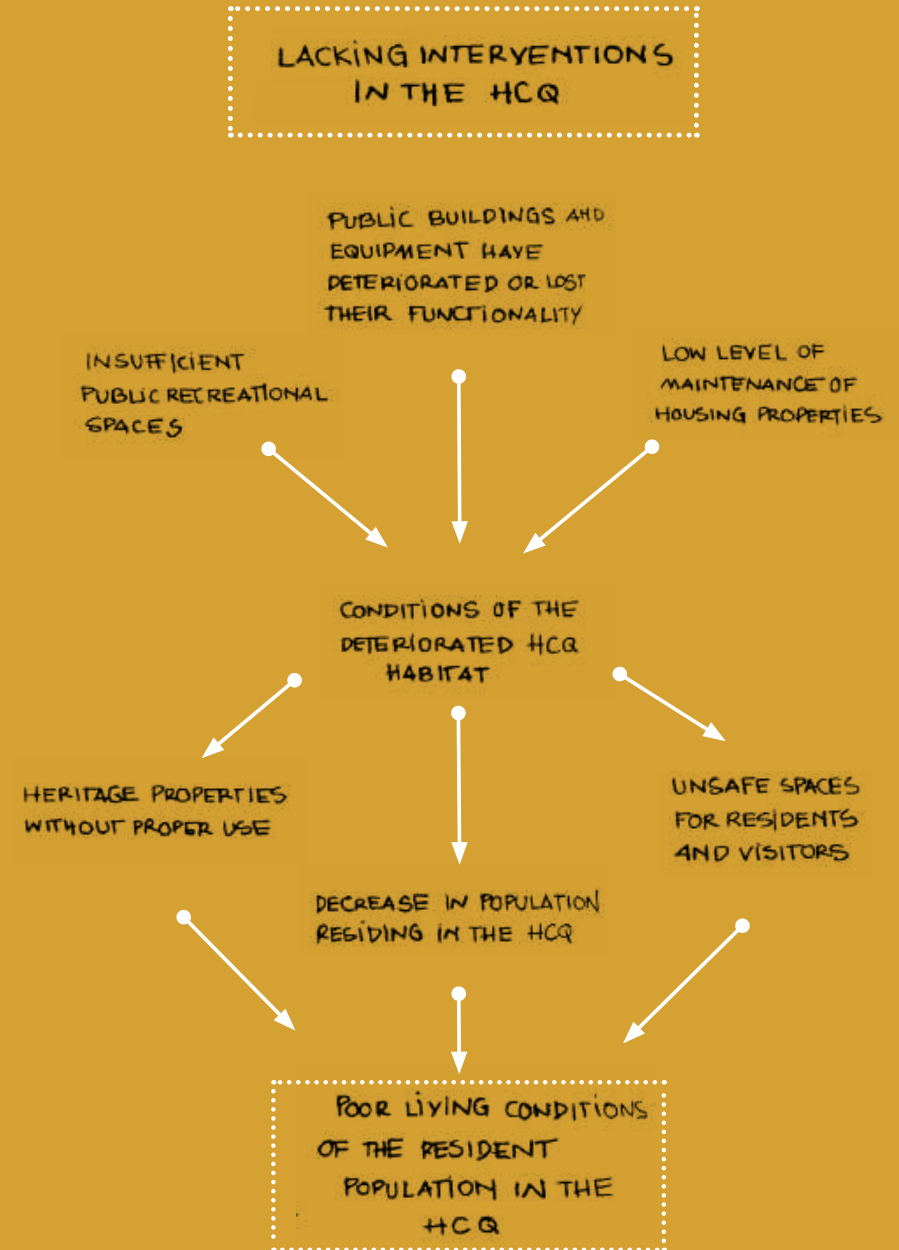 LACKING INTERVENTIONS
IN THE HCQ
PUBLIC BUILDINGS AND
EQUIPMENT HAVE
DETERIORATED OR LOST
THEIR FUNCTIONALITY
INSUFFICIENT
PUBLIC RECREATIONAL
SPACES
LOW LEVEL OF
MAINTENANCE OF
HOUSING PROPERTIES
CONDITIONS OF THE
DETERIORATED HCQ
HABITAT
HERITAGE PROPERTIES
WITHOUT PROPER USE
UNSAFE SPACES
FOR RESIDENTS
AND VISITORS
DECREASE IN POPULATION
RESIDING IN THE HCQ
POOR LIVING CONDITIONS
OF THE RESIDENT
POPULATION IN THE
HCQ